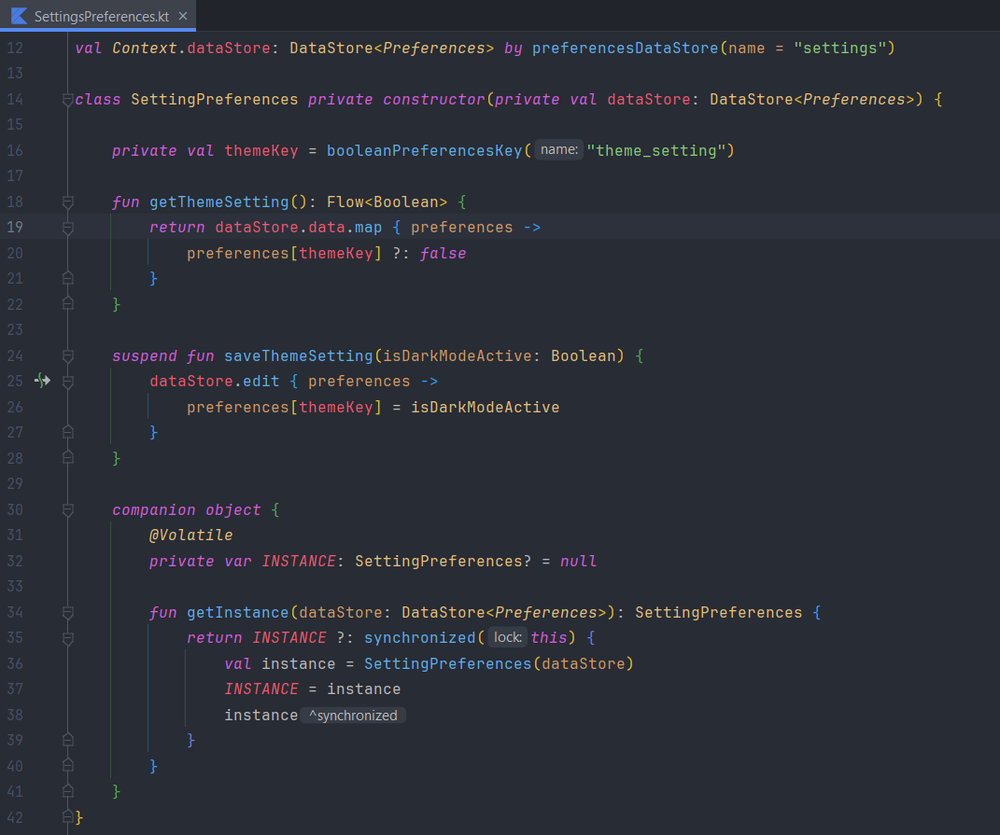 SettingsPreferences.kt ×
12 val Context.dataStore: DataStore<Preferences> by preferencesDataStore(name = "settings")
13
14 class SettingPreferences private constructor(private val dataStore: DataStore<Preferences>) {
15
16     private val themeKey = booleanPreferencesKey( name: "theme_setting")
17
18     fun getThemeSetting(): Flow<Boolean> {
19         return dataStore.data.map { preferences ->
20             preferences[themeKey] ?: false
21         }
22     }
23
24     suspend fun saveThemeSetting(isDarkModeActive: Boolean) {
25         dataStore.edit { preferences ->
26             preferences[themeKey] = isDarkModeActive
27         }
28     }
29
30     companion object {
31         @Volatile
32         private var INSTANCE: SettingPreferences? = null
33
34         fun getInstance(dataStore: DataStore<Preferences>): SettingPreferences {
35             return INSTANCE ?: synchronized( lock: this) {
36                 val instance = SettingPreferences(dataStore)
37                 INSTANCE = instance
38                 instance ^synchronized
39             }
40         }
41     }
42 }